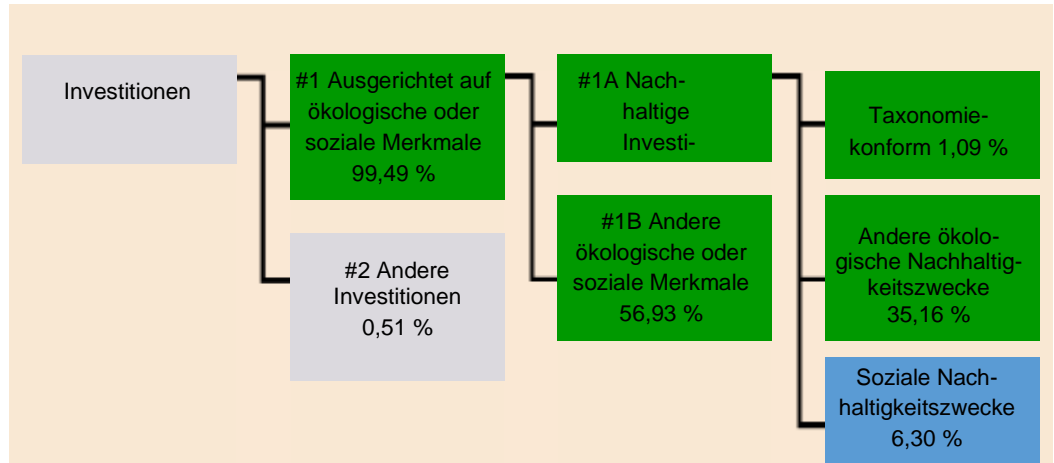 Investitionen
#1 Ausgerichtet auf
ökologische oder
soziale Merkmale
99,49 %
#2 Andere
Investitionen
0,51 %
#1A Nach-
haltige
Investi-
#1B Andere
ökologische oder
soziale Merkmale
56,93 %
Taxonomie-
konform 1,09 %
Andere ökolo-
gische Nachhaltig-
keitszwecke
35,16 %
Soziale Nach-
haltigkeitszwecke
6,30 %